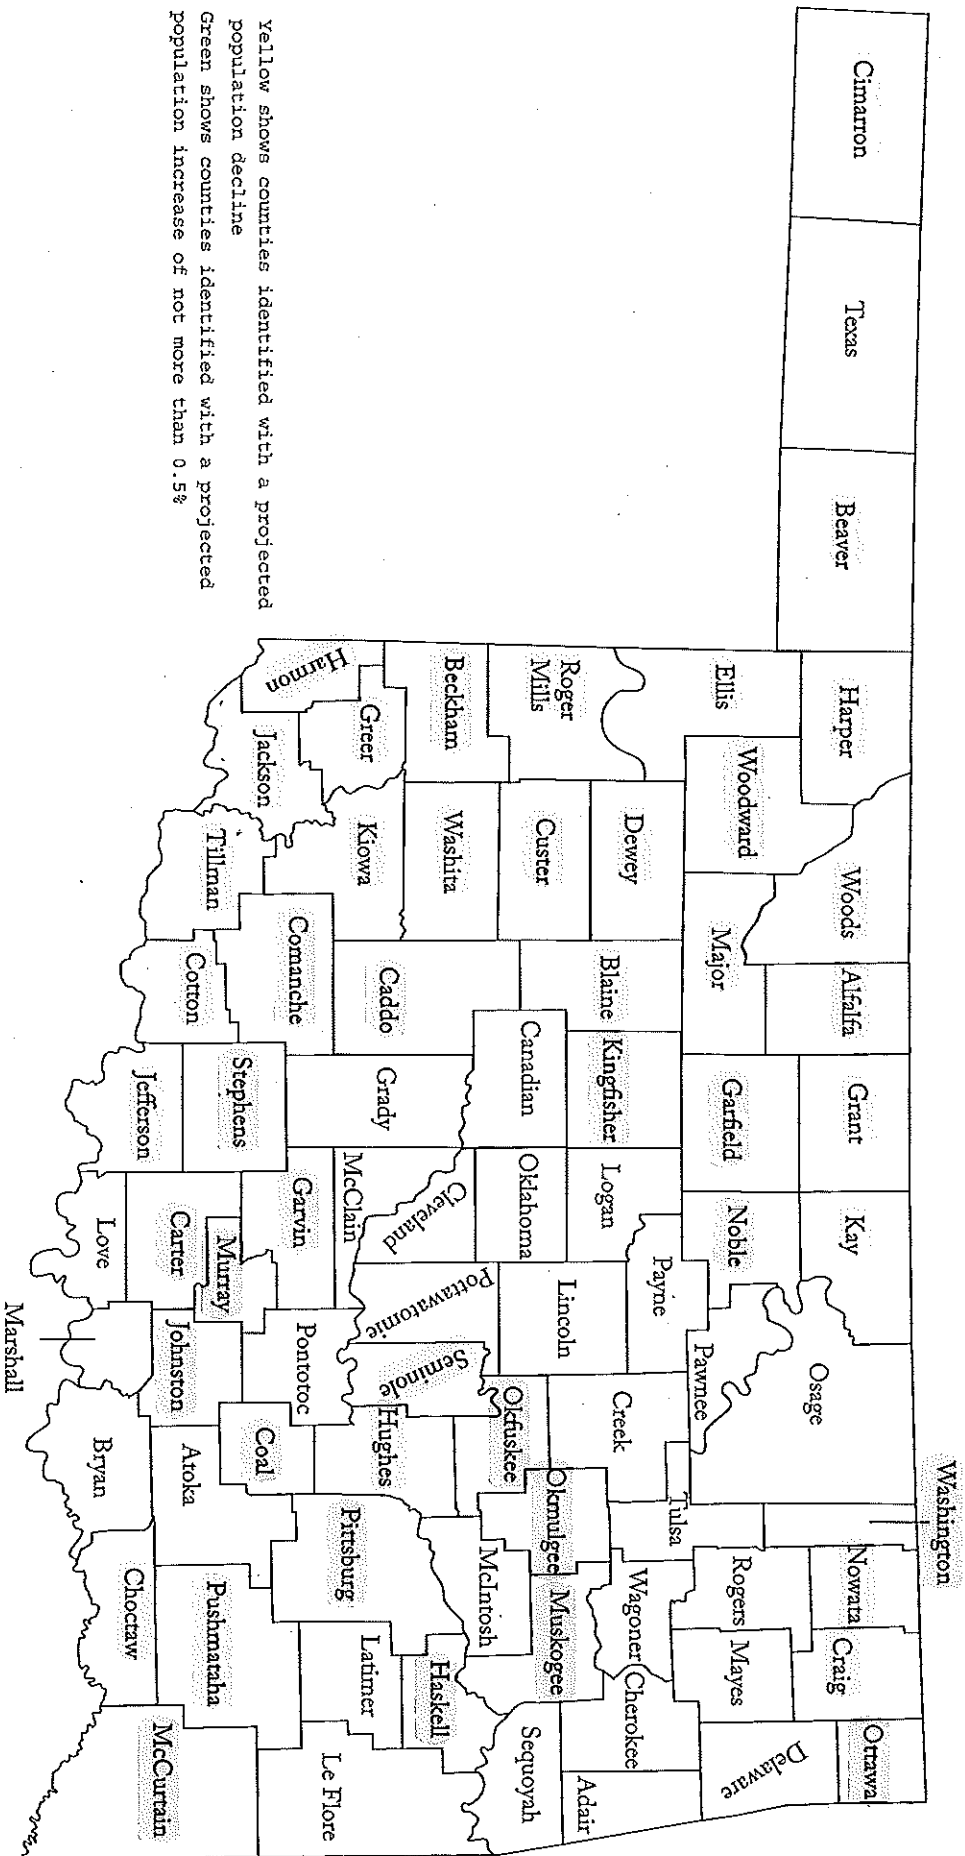 Cimarron
Texas
Beaver
Harper
Woods
Alfalfa
Grant
Kay
Osage
Washington
Nowata
Craig
Ottawa
Ellis
Woodward
Major
Garfield
Noble
Pawnee
Rogers
Mayes
Delaware
Roger
Mills
Dewey
Blaine
Kingfisher
Logan
Payne
Creek
Tulsa
Wagoner
Cherokee
Adair
Custer
Canadian
Oklahoma
Lincoln
Okfuskee
Okmulgee
Muskogee
Sequoyah
Beckham
Washita
Caddo
Grady
McClain
Cleveland
Pottawatomie
Seminole
Hughes
McIntosh
Haskell
Greer
Kiowa
Comanche
Garvin
Pontotoc
Pittsburg
Latimer
Le Flore
Harmon
Jackson
Tillman
Cotton
Stephens
Murray
Coal
Jefferson
Carter
Johnston
Atoka
Pushmataha
McCurtain
Love
Marshall
Bryan
Choctaw
Yellow shows counties identified with a projected
population decline
Green shows counties identified with a projected
population increase of not more than 0.5%